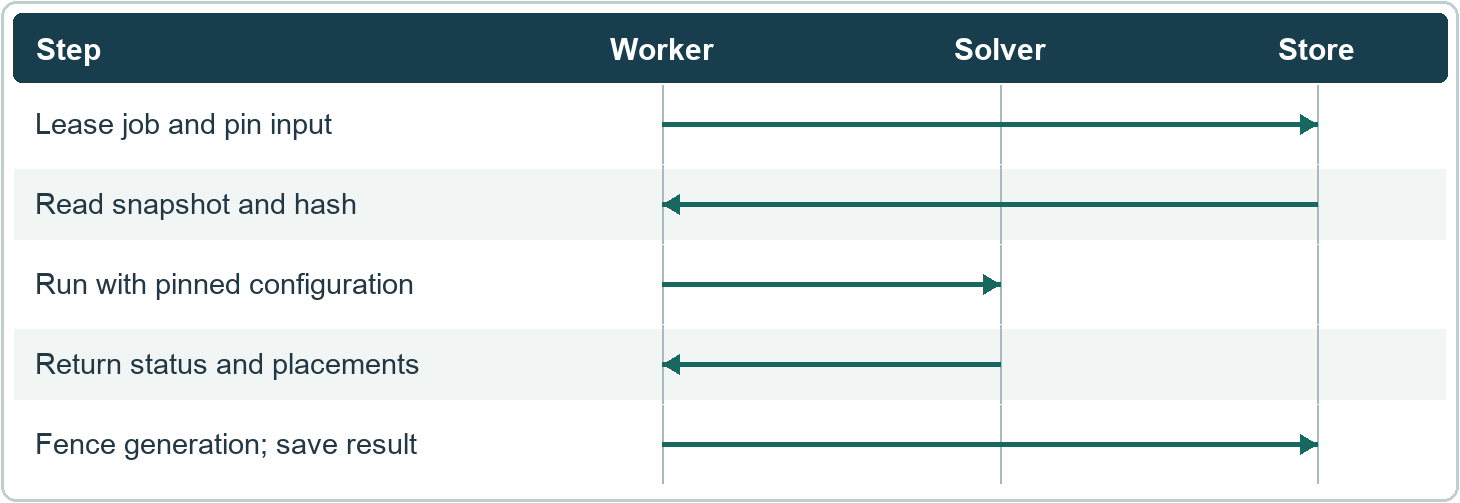 Step Worker Solver Store
Lease job and pin input
Read snapshot and hash
Run with pinned configuration
Return status and placements
Fence generation; save result